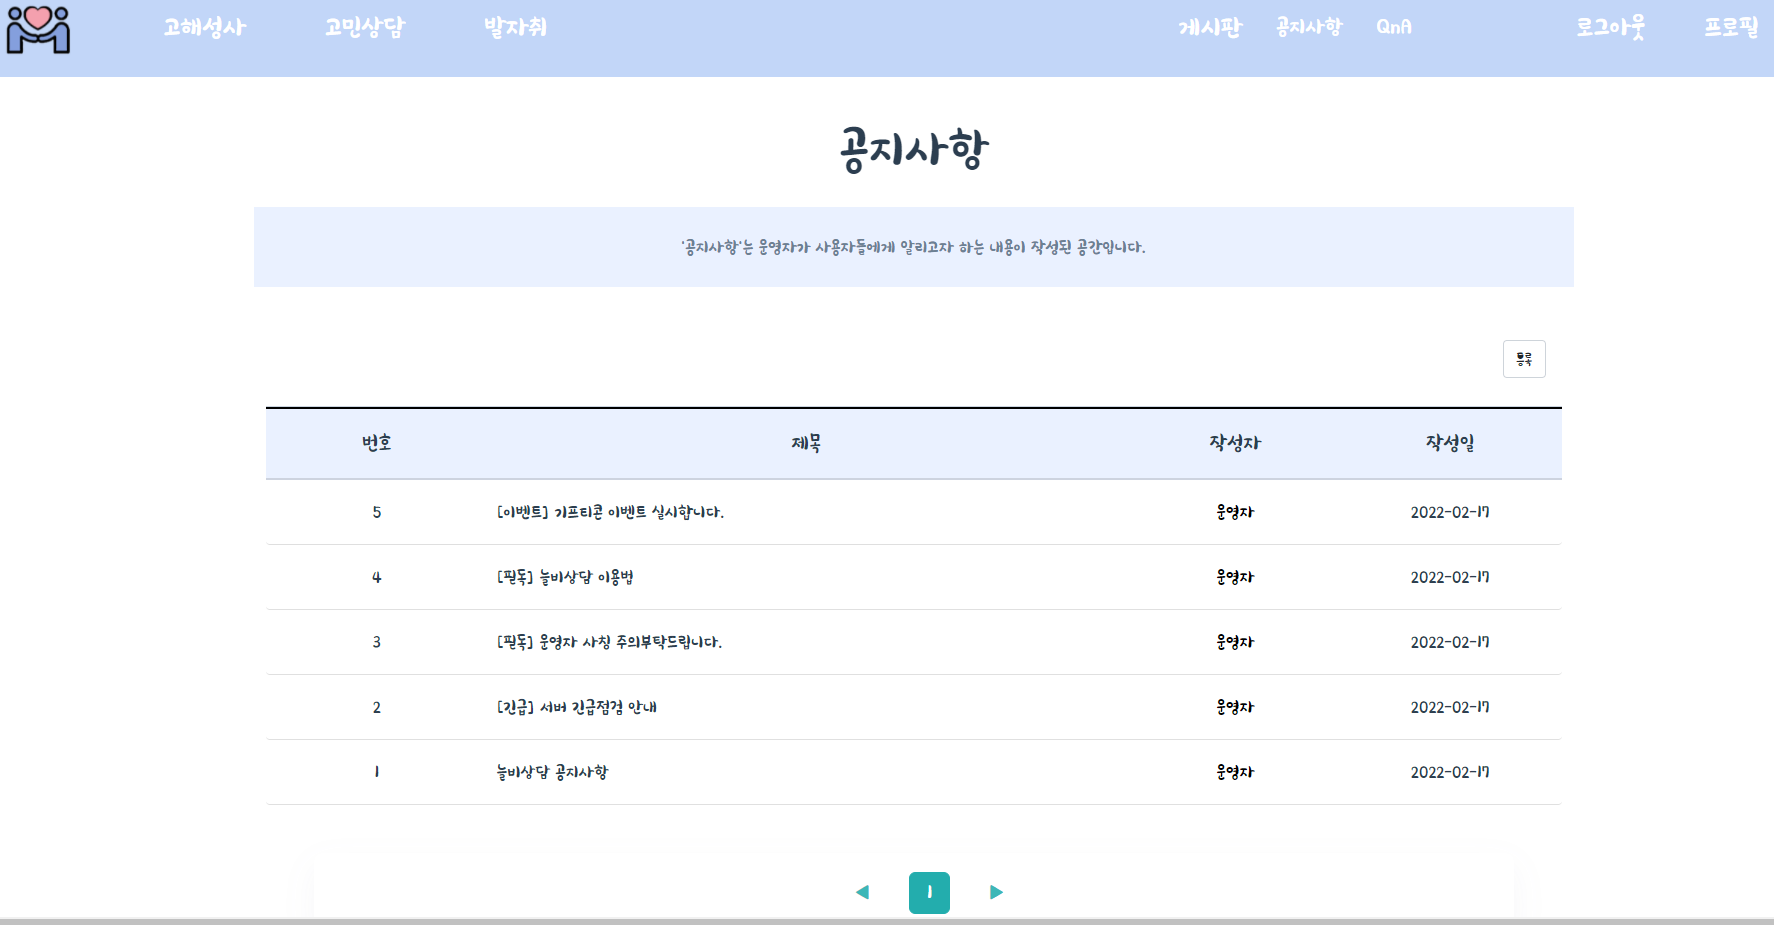 고해성사 고민상담 발자취 게시판 공지사항 QnA 로그아웃 프로필
공지사항
'공지사항'는 운영자가 사용자들에게 알리고자 하는 내용이 작성된 공간입니다.
등록
번호 제목 작성자 작성일
5 [이벤트] 기프티콘 이벤트 실시합니다. 운영자 2022-02-17
4 [필독] 늘비상담 이용법 운영자 2022-02-17
3 [필독] 운영자 사칭 주의부탁드립니다. 운영자 2022-02-17
2 [긴급] 서버 긴급점검 안내 운영자 2022-02-17
1 늘비상담 공지사항 운영자 2022-02-17
◀ 1 ▶